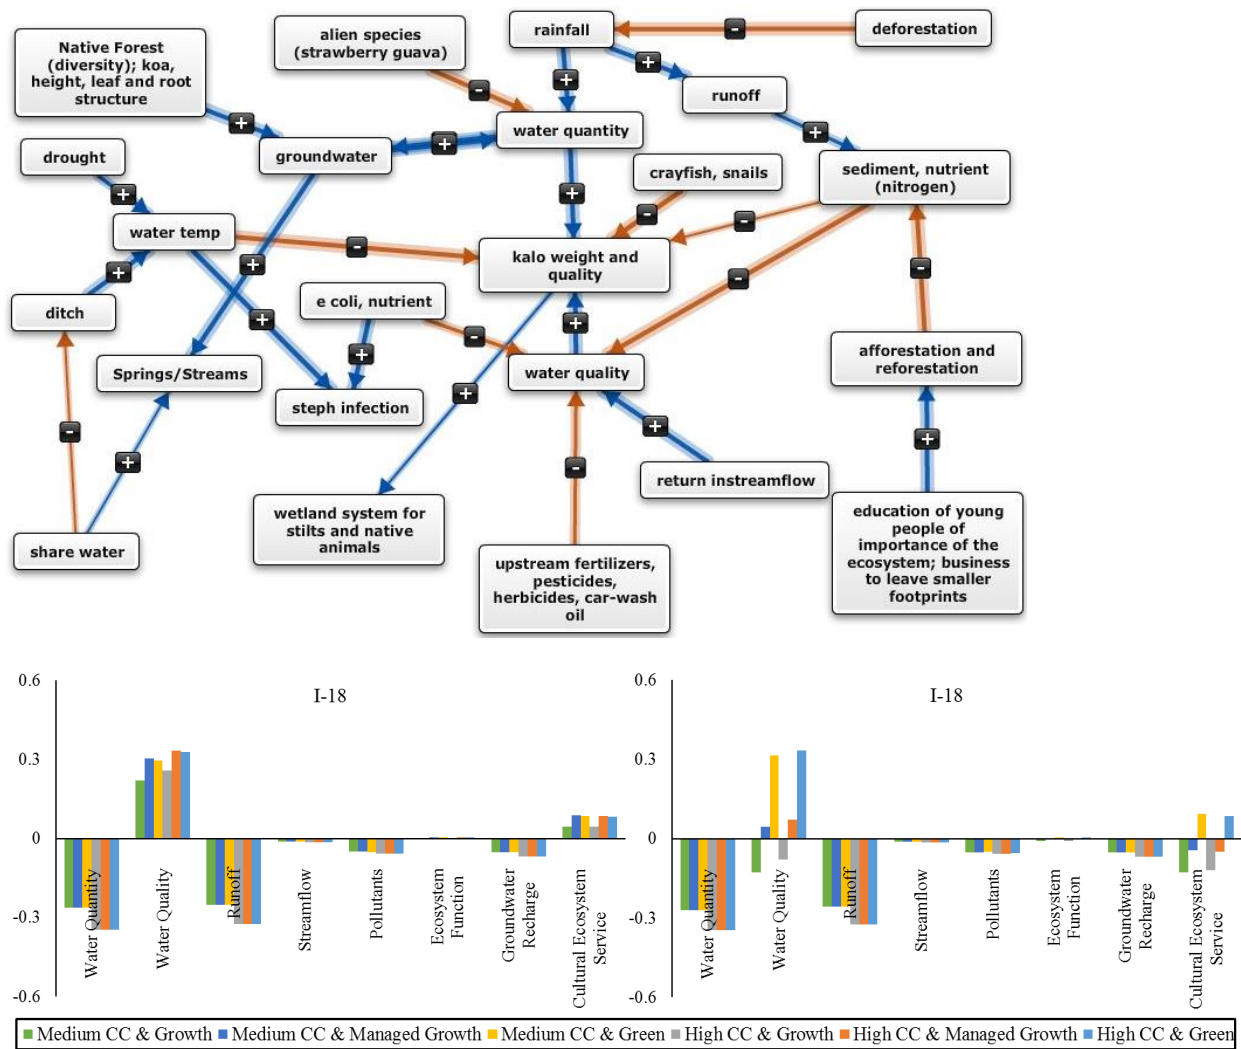 Native Forest
(diversity); koa,
height, leaf and root
structure
alien species
(strawberry guava)
rainfall
-
deforestation
+
+
-
runoff
+
water quantity
+
+
groundwater
+
drought
crayfish, snails
sediment, nutrient
(nitrogen)
+
+
-
-
water temp
-
kalo weight and
quality
+
+
-
-
ditch
e coli, nutrient
+
+
-
+
afforestation and
reforestation
Springs/Streams
water quality
steph infection
+
-
+
+
+
-
return instreamflow
share water
wetland system for
stilts and native
animals
upstream fertilizers,
pesticides,
herbicides, car-wash
oil
education of young
people of
importance of the
ecosystem; business
to leave smaller
footprints
I-18
0.6
0.3
0
-0.3
-0.6
Water Quantity
Water Quality
Runoff
Streamflow
Pollutants
Ecosystem
Function
Groundwater
Recharge
Cultural Ecosystem
Service
I-18
0.6
0.3
0
-0.3
-0.6
Water Quantity
Water Quality
Runoff
Streamflow
Pollutants
Ecosystem
Function
Groundwater
Recharge
Cultural Ecosystem
Service
Medium CC & Growth Medium CC & Managed Growth Medium CC & Green High CC & Growth High CC & Managed Growth High CC & Green